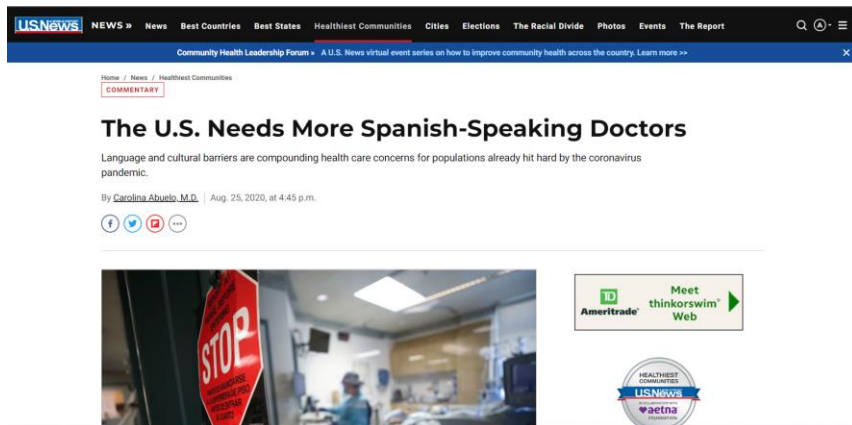 U.S.News NEWS » News Best Countries Best States Healthiest Communities Cities Elections The Racial Divide Photos Events The Report
Community Health Leadership Forum » A U.S. News virtual event series on how to improve community health across the country. Learn more >>
Home / News / Healthiest Communities
COMMENTARY
The U.S. Needs More Spanish-Speaking Doctors
Language and cultural barriers are compounding health care concerns for populations already hit hard by the coronavirus
pandemic.
By Carolina Abuelo, M.D. | Aug. 25, 2020, at 4:45 p.m.
STOP
TD
Ameritrade
Meet
thinkorswim®
Web
HEALTHIEST
COMMUNITIES
U.S.News
aetna
FOUNDATION